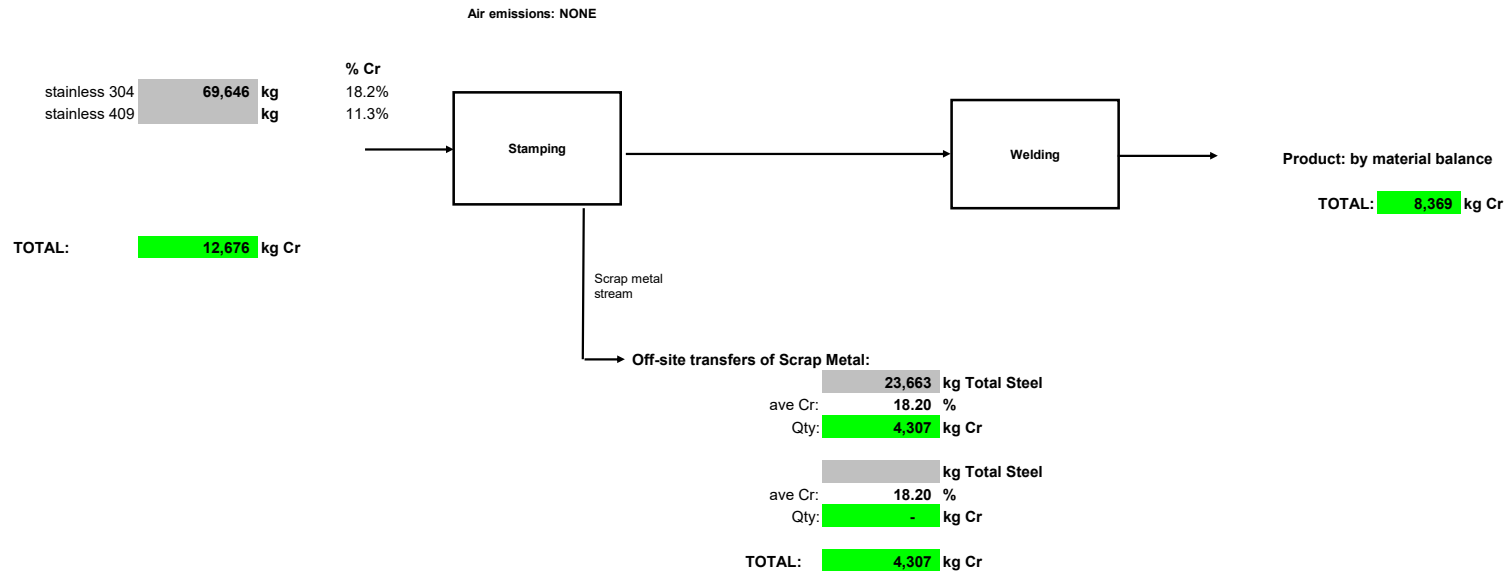 Air emissions: NONE
% Cr
stainless 304 69,646 kg 18.2%
stainless 409 kg 11.3%
Stamping
Welding
Product: by material balance
TOTAL: 8,369 kg Cr
TOTAL: 12,676 kg Cr
Scrap metal
stream
Off-site transfers of Scrap Metal:
23,663 kg Total Steel
ave Cr: 18.20 %
Qty: 4,307 kg Cr
kg Total Steel
ave Cr: 18.20 %
Qty: - kg Cr
TOTAL: 4,307 kg Cr